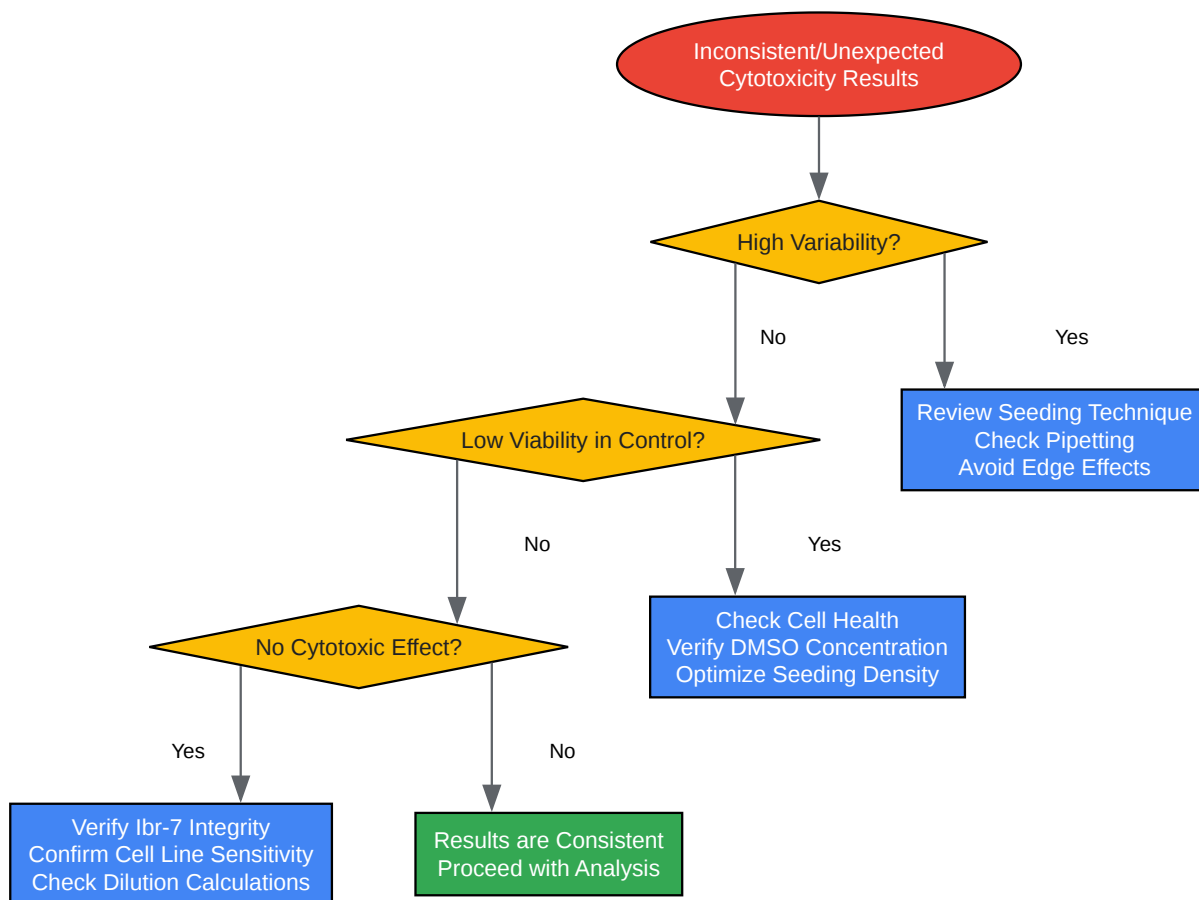 Inconsistent/Unexpected
Cytotoxicity Results
High Variability?
No
Yes
Review Seeding Technique
Check Pipetting
Avoid Edge Effects
Low Viability in Control?
No
Yes
Check Cell Health
Verify DMSO Concentration
Optimize Seeding Density
No Cytotoxic Effect?
Yes
No
Verify Ibr-7 Integrity
Confirm Cell Line Sensitivity
Check Dilution Calculations
Results are Consistent
Proceed with Analysis